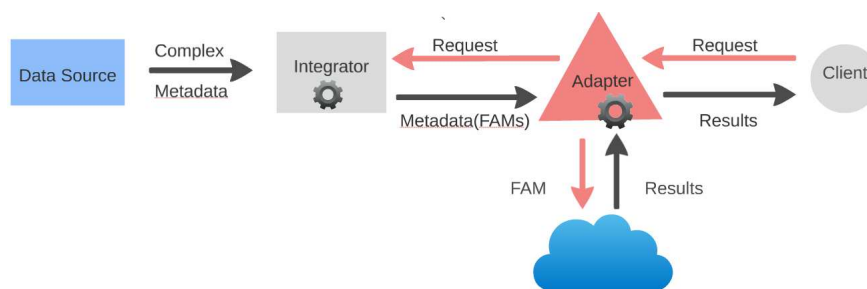 Data Source
Complex
Metadata
Integrator
Request
Metadata(FAMs)
Adapter
Request
Results
Client
FAM
Results